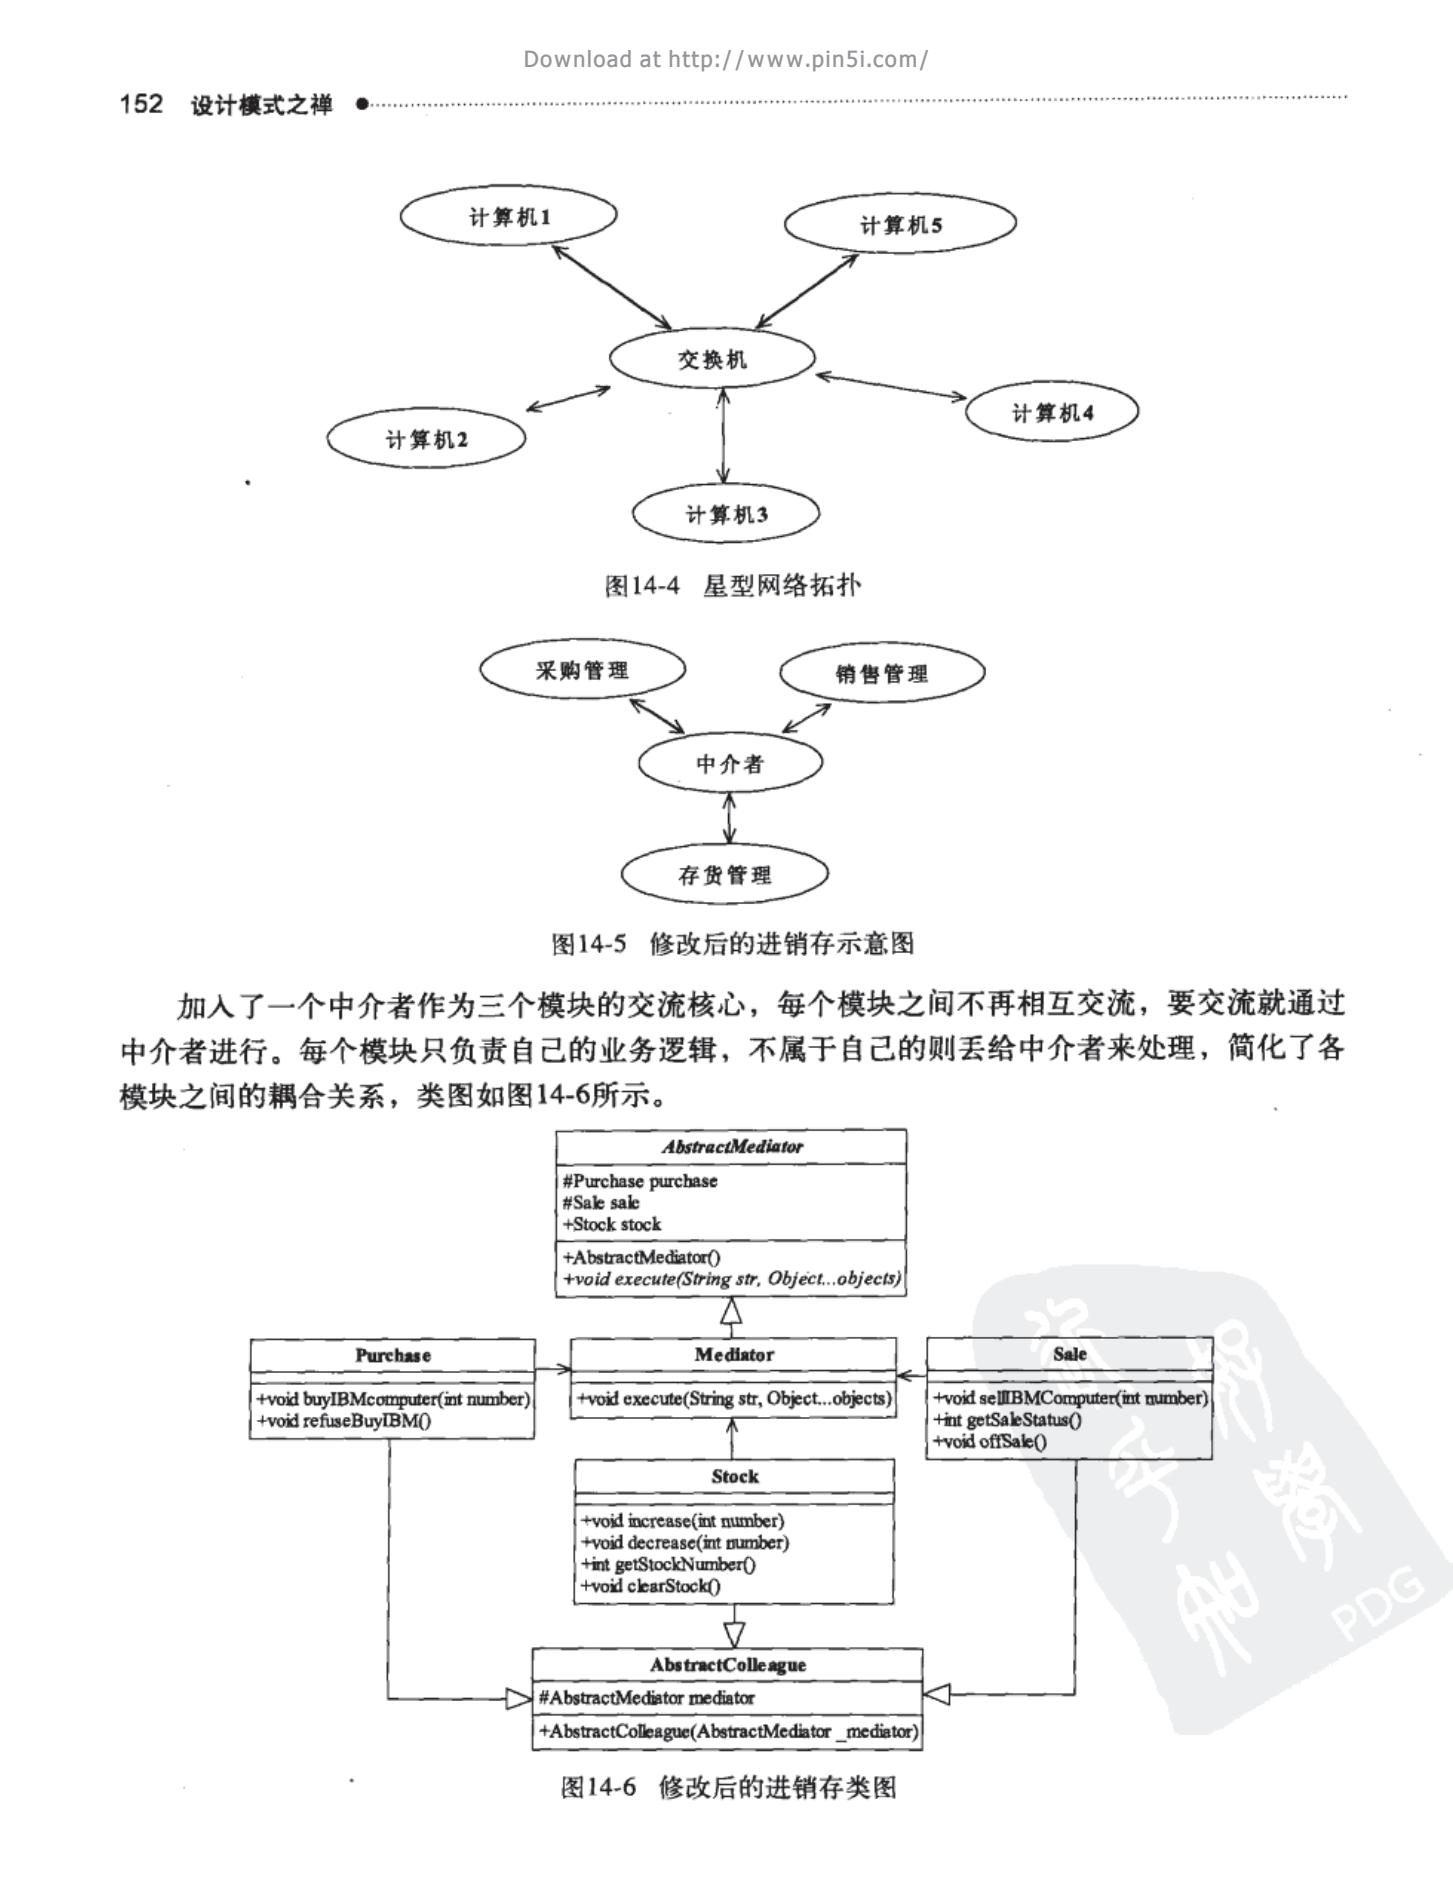 Download at http://www.pin5i.com/
152 设计模式之禅
计算机1
计算机5
交换机
计算机4
计算机2
计算机3
图14-4 星型网络拓扑
采购管理
销售管理
中介者
存货管理
图14-5 修改后的进销存示意图
加入了一个中介者作为三个模块的交流核心，每个模块之间不再相互交流，要交流就通过
中介者进行。每个模块只负责自己的业务逻辑，不属于自己的则丢给中介者来处理，简化了各
模块之间的耦合关系，类图如图14-6所示。
AbstractMediator
#Purchase purchase
#Sale sale
+Stock stock
+AbstractMediator()
+void execute(String str, Object...objects)
Purchase
+void buyIBMcomputer(int number)
+void refuseBuyIBM()
Mediator
+void execute(String str, Object...objects)
Sale
+void sellIBMComputer(int number)
+int getSaleStatus()
+void offSale()
Stock
+void increase(int number)
+void decrease(int number)
+int getStockNumber()
+void clearStock()
AbstractColleague
#AbstractMediator mediator
+AbstractColleague(AbstractMediator _mediator)
PDG
图14-6 修改后的进销存类图